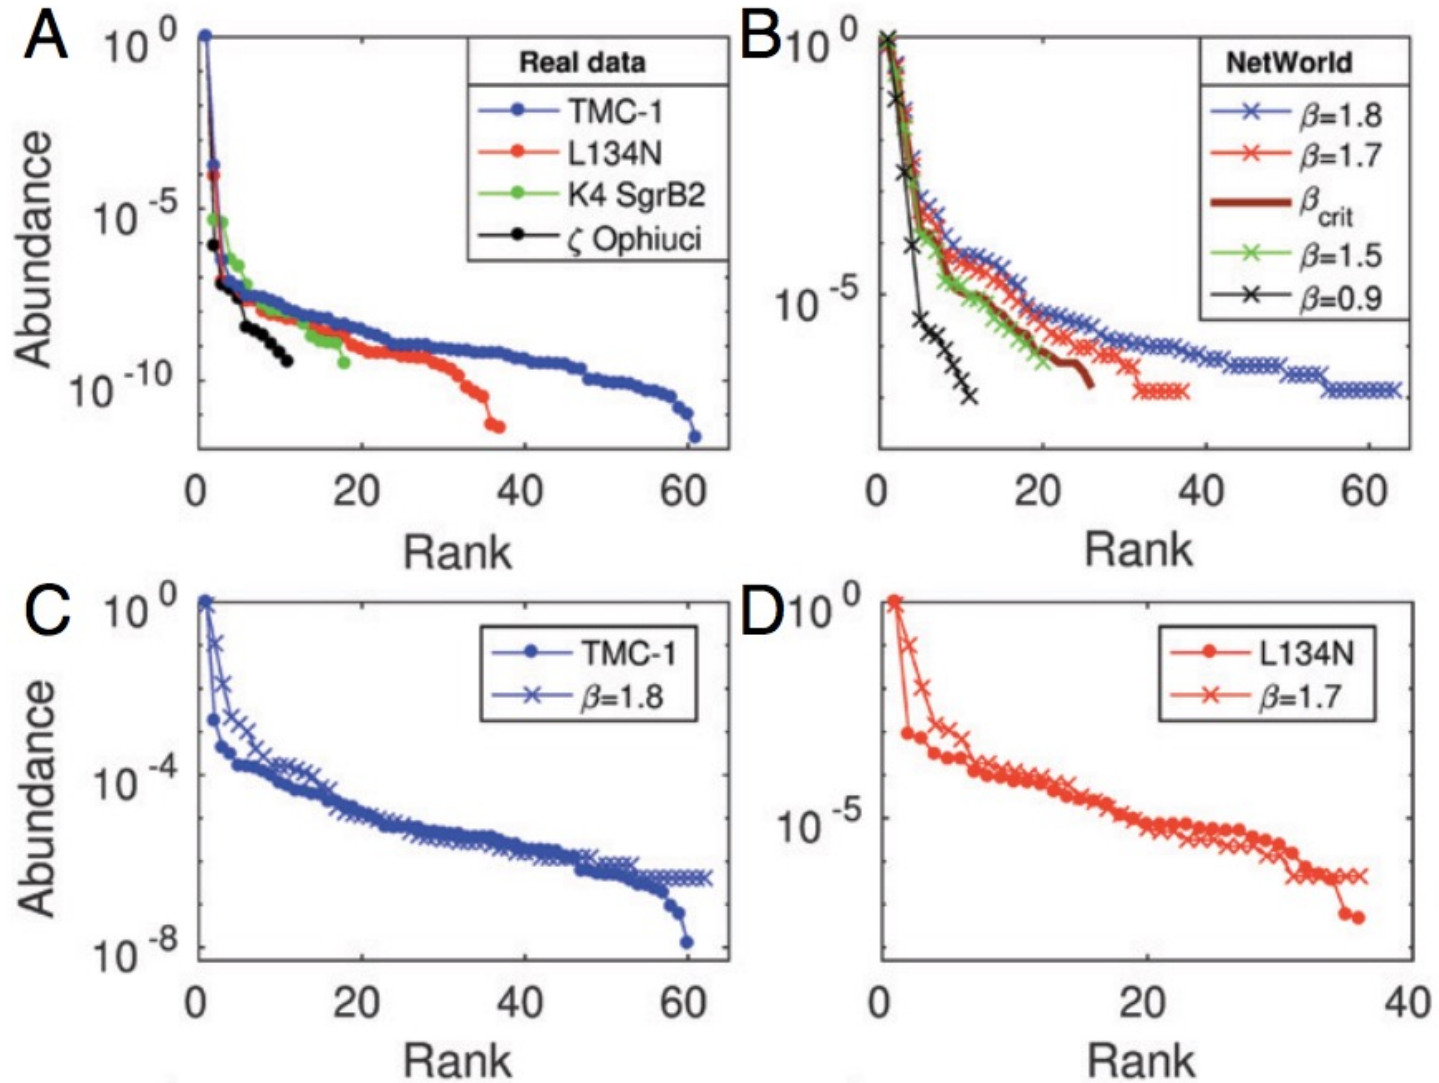 A
Abundance
10^0
10^-5
10^-10
Real data
TMC-1
L134N
K4 SgrB2
ζ Ophiuci
0 20 40 60
Rank
B
10^0
10^-5
NetWorld
β=1.8
β=1.7
β_crit
β=1.5
β=0.9
0 20 40 60
Rank
C
Abundance
10^0
10^-4
10^-8
TMC-1
β=1.8
0 20 40 60
Rank
D
10^0
10^-5
L134N
β=1.7
0 20 40
Rank